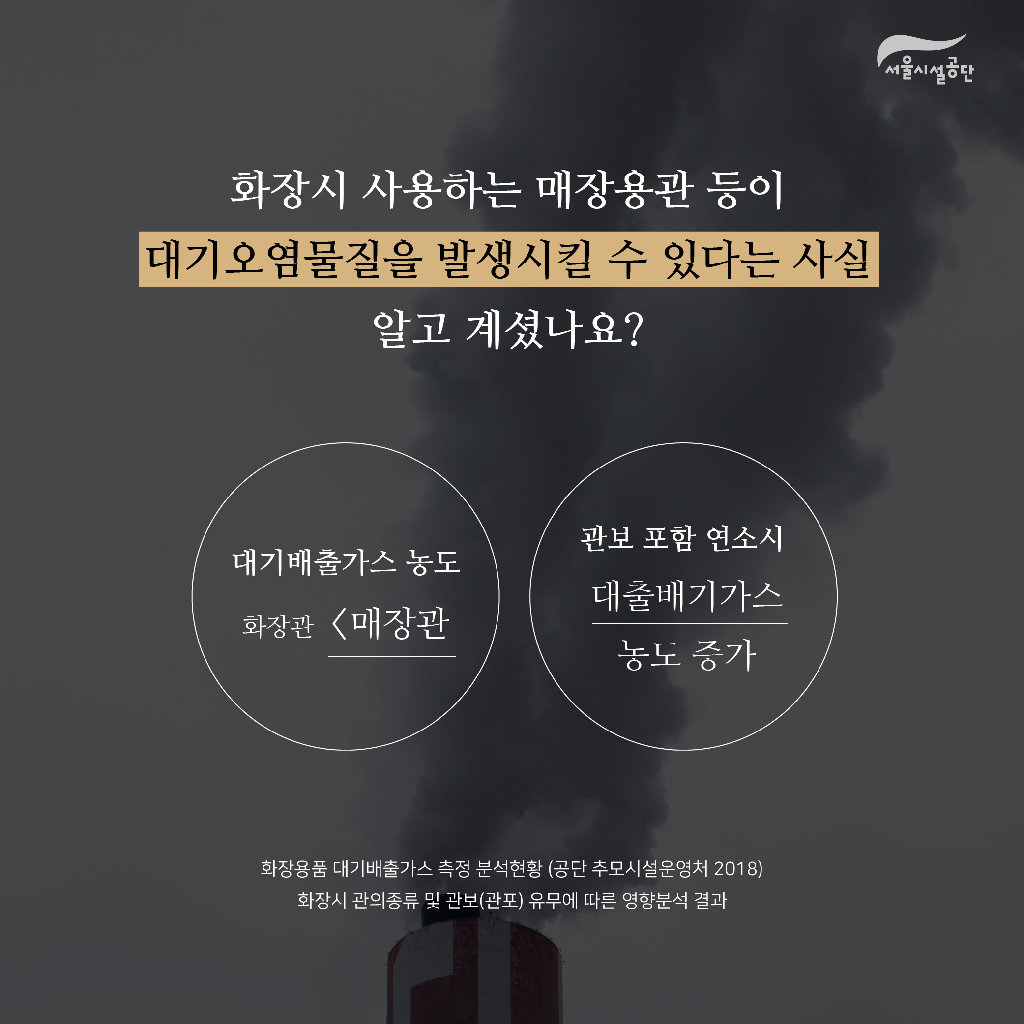 서울시설공단
화장시 사용하는 매장용관 등이
대기오염물질을 발생시킬 수 있다는 사실
알고 계셨나요?
대기배출가스 농도
화장관 <매장관
관보 포함 연소시
대출배기가스
농도 증가
화장용품 대기배출가스 측정 분석현황 (공단 추모시설운영처 2018)
화장시 관의종류 및 관보(관포) 유무에 따른 영향분석 결과